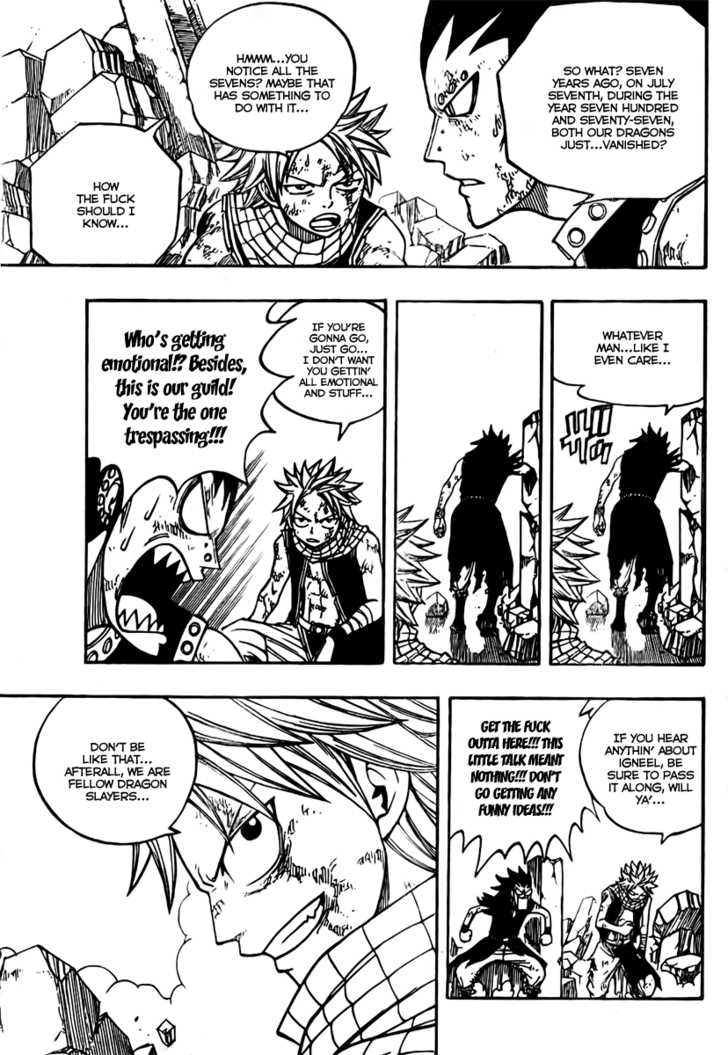 SO WHAT? SEVEN
YEARS AGO, ON JULY
SEVENTH, DURING THE
YEAR SEVEN HUNDRED
AND SEVENTY-SEVEN,
BOTH OUR DRAGONS
JUST...VANISHED?
HMMM...YOU
NOTICE ALL THE
SEVENS? MAYBE THAT
HAS SOMETHING TO
DO WITH IT...
HOW
THE FUCK
SHOULD I
KNOW...
WHATEVER
MAN...LIKE I
EVEN CARE...
IF YOU'RE
GONNA GO,
JUST GO...
I DON'T WANT
YOU GETTIN'
ALL EMOTIONAL
AND STUFF...
Who's getting
emotional!? Besides,
this is our guild!
You're the one
trespassing!!!
IF YOU HEAR
ANYTHIN' ABOUT
IGNEEL, BE
SURE TO PASS
IT ALONG, WILL
YA'...
GET THE FUCK
OUTTA HERE!!! THIS
LITTLE TALK MEANT
NOTHING!!! DON'T
GO GETTING ANY
FUNNY IDEAS!!!
DON'T BE
LIKE THAT...
AFTERALL, WE ARE
FELLOW DRAGON
SLAYERS...